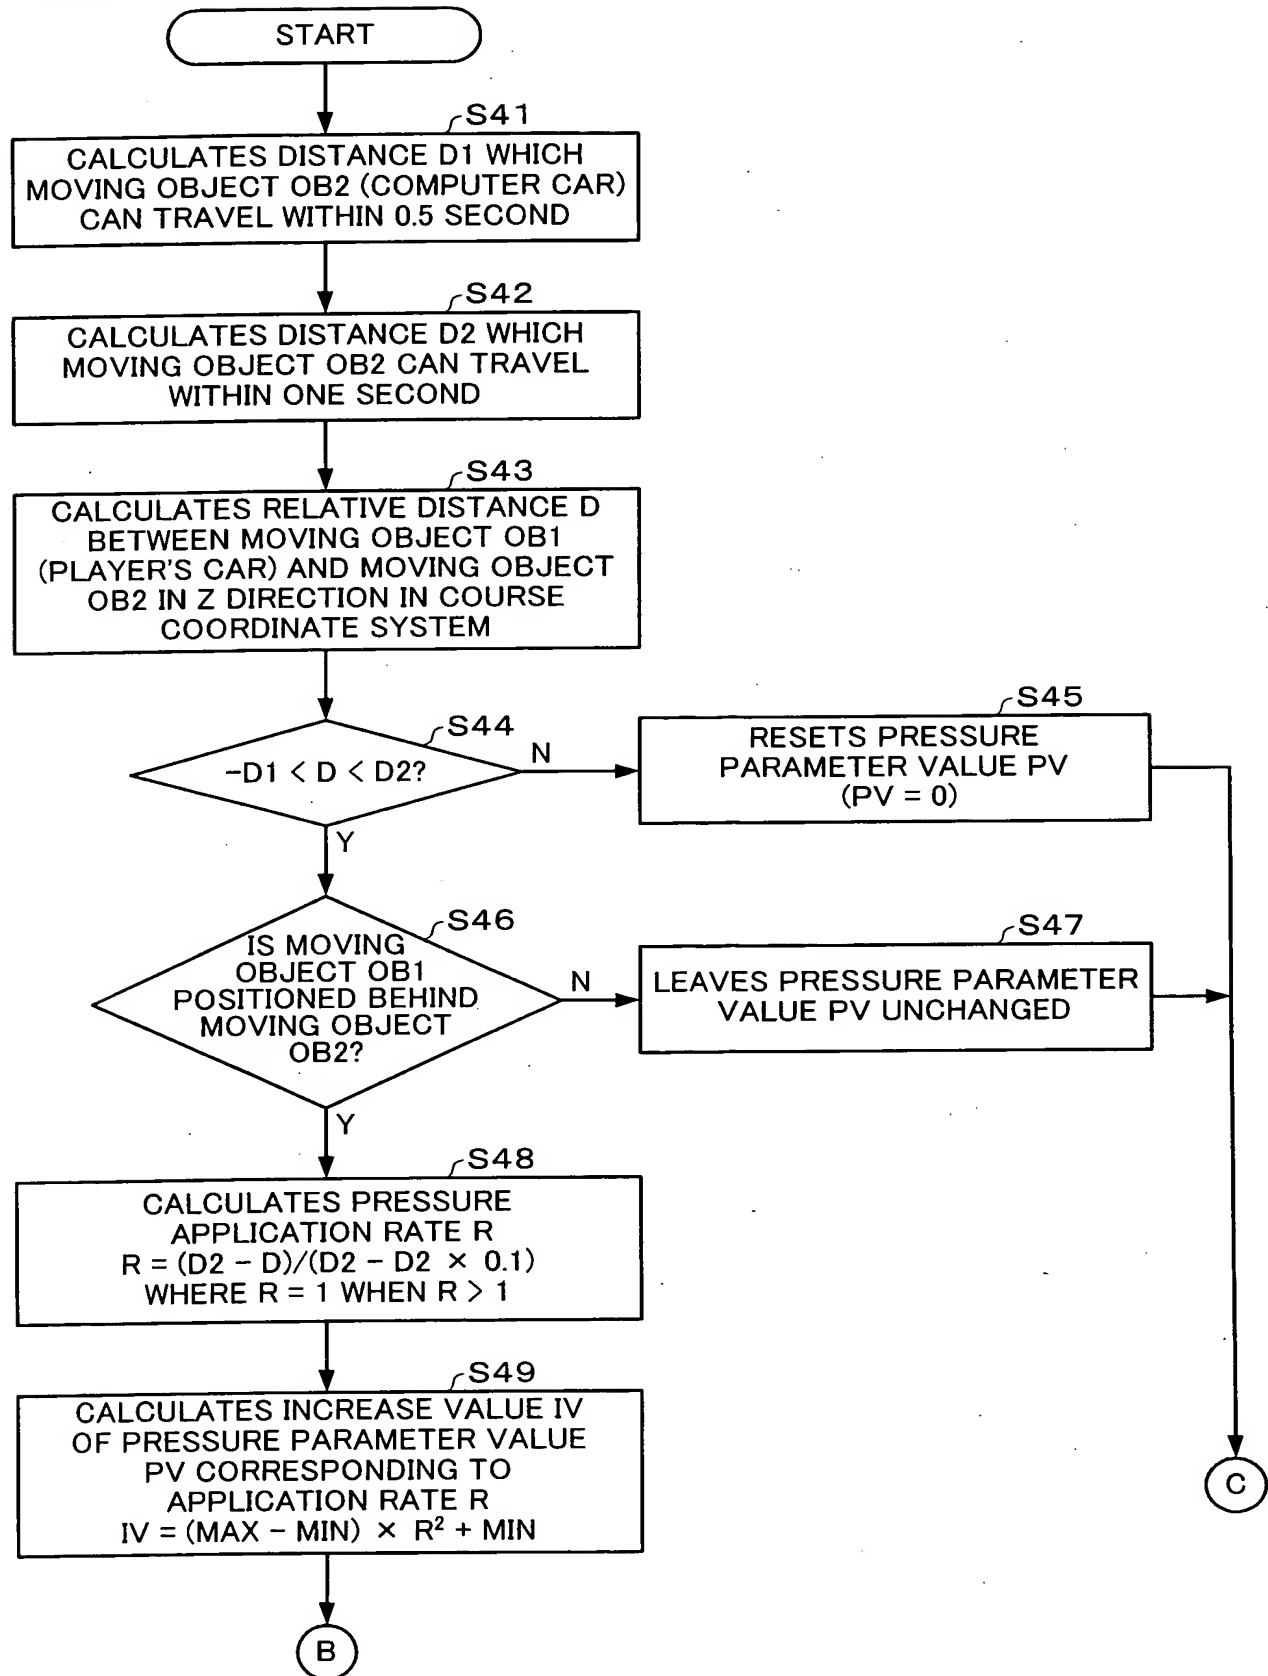 START
S41
CALCULATES DISTANCE D1 WHICH
MOVING OBJECT OB2 (COMPUTER CAR)
CAN TRAVEL WITHIN 0.5 SECOND
S42
CALCULATES DISTANCE D2 WHICH
MOVING OBJECT OB2 CAN TRAVEL
WITHIN ONE SECOND
S43
CALCULATES RELATIVE DISTANCE D
BETWEEN MOVING OBJECT OB1
(PLAYER'S CAR) AND MOVING OBJECT
OB2 IN Z DIRECTION IN COURSE
COORDINATE SYSTEM
S44
-D1 < D < D2?
N
Y
S45
RESETS PRESSURE
PARAMETER VALUE PV
(PV = 0)
S46
IS MOVING
OBJECT OB1
POSITIONED BEHIND
MOVING OBJECT
OB2?
N
Y
S47
LEAVES PRESSURE PARAMETER
VALUE PV UNCHANGED
S48
CALCULATES PRESSURE
APPLICATION RATE R
R = (D2 − D)/(D2 − D2 × 0.1)
WHERE R = 1 WHEN R > 1
S49
CALCULATES INCREASE VALUE IV
OF PRESSURE PARAMETER VALUE
PV CORRESPONDING TO
APPLICATION RATE R
IV = (MAX − MIN) × R² + MIN
C
B